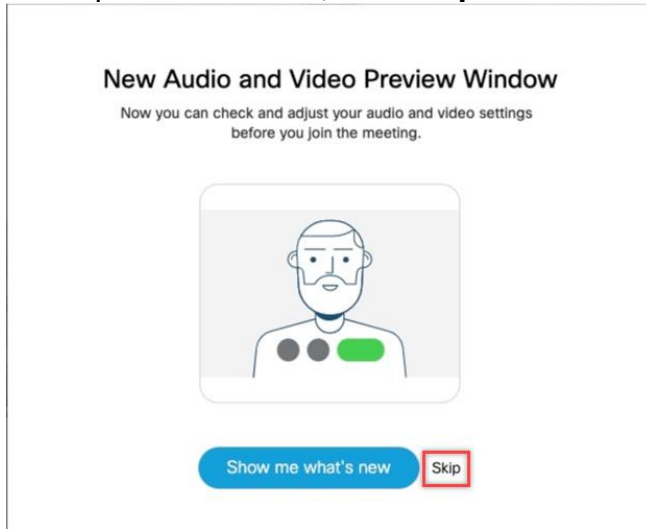 New Audio and Video Preview Window
Now you can check and adjust your audio and video settings
before you join the meeting.
Show me what's new
Skip